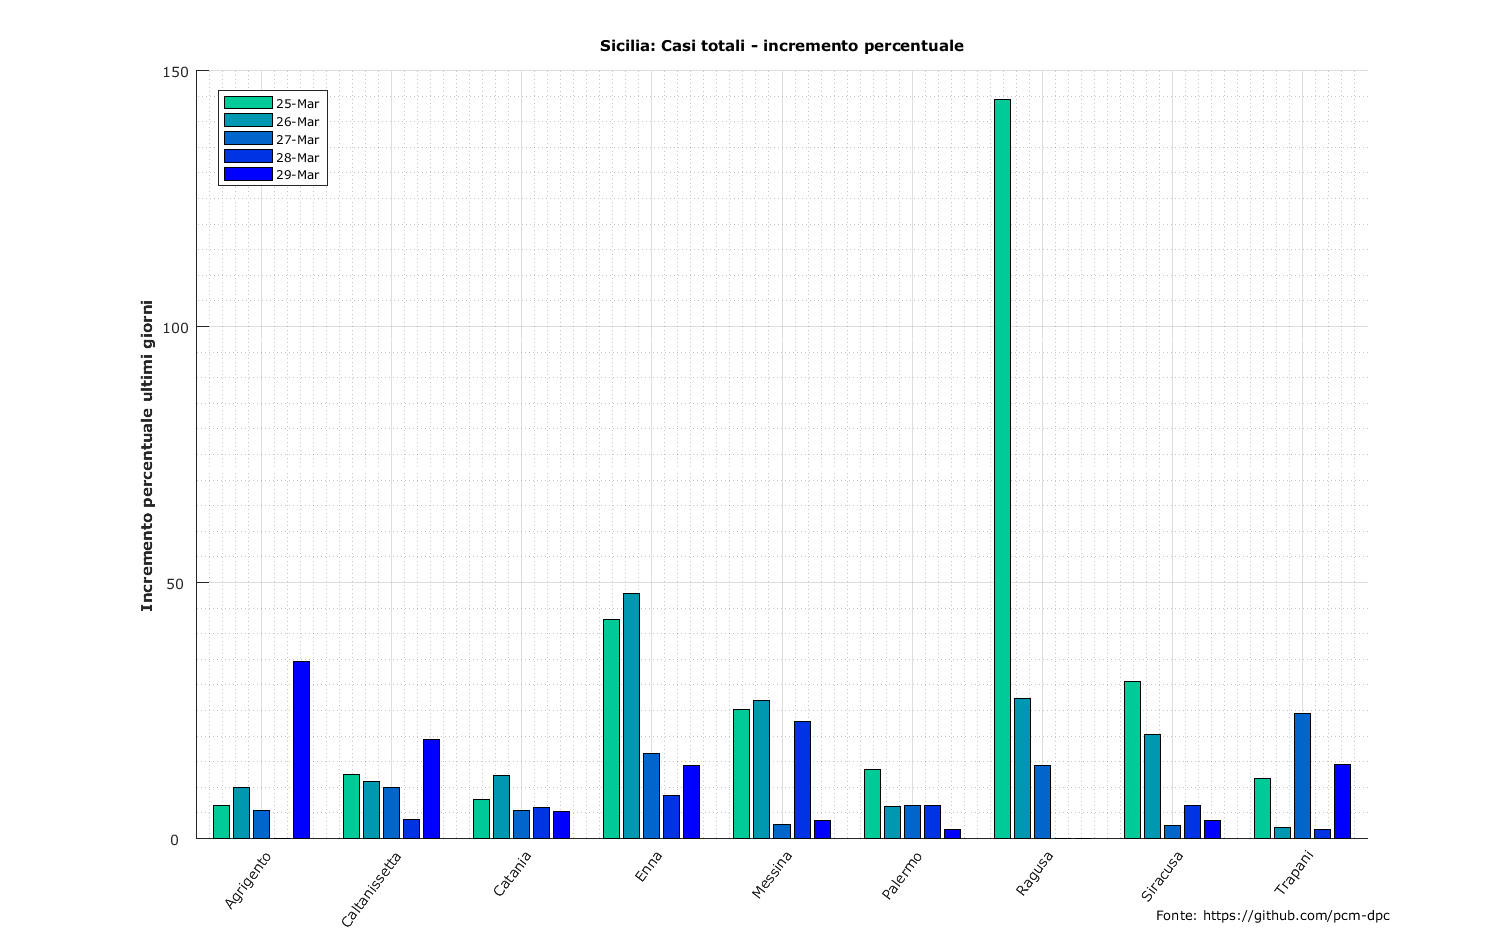 Sicilia: Casi totali - incremento percentuale
150
100
50
0
Incremento percentuale ultimi giorni
25-Mar
26-Mar
27-Mar
28-Mar
29-Mar
Agrigento
Caltanissetta
Catania
Enna
Messina
Palermo
Ragusa
Siracusa
Trapani
Fonte: https://github.com/pcm-dpc